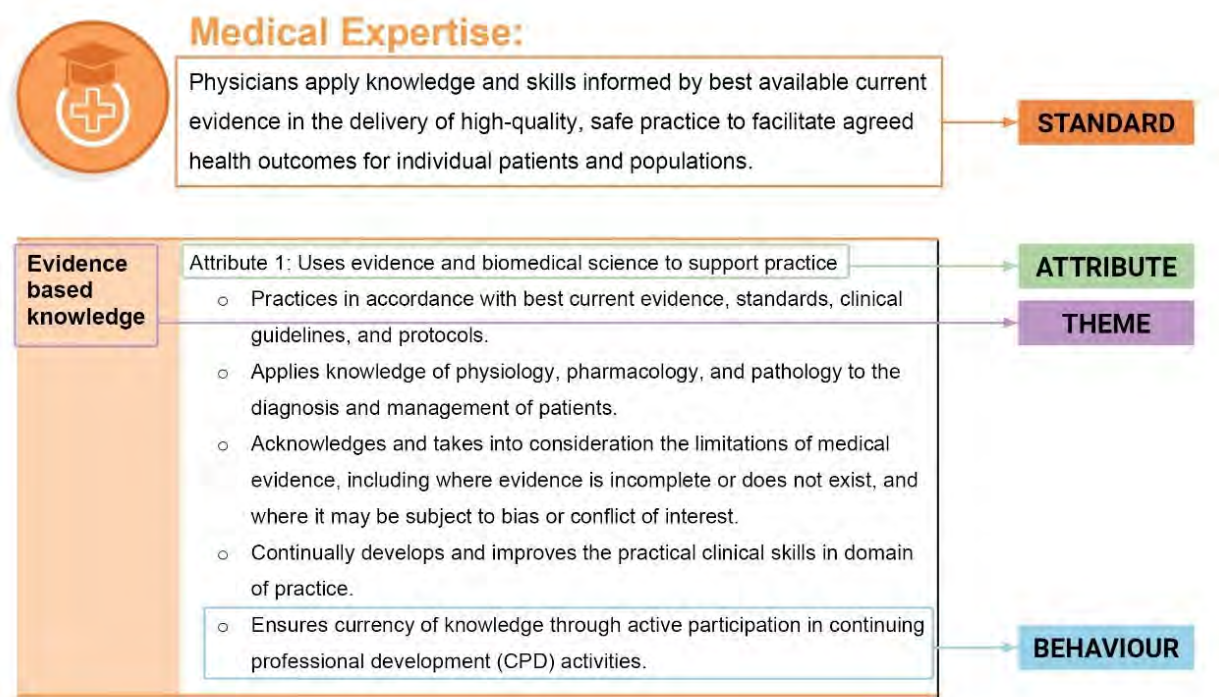 Medical Expertise:
Physicians apply knowledge and skills informed by best available current
evidence in the delivery of high-quality, safe practice to facilitate agreed
health outcomes for individual patients and populations.
STANDARD
Evidence
based
knowledge
Attribute 1: Uses evidence and biomedical science to support practice
ATTRIBUTE
THEME
o Practices in accordance with best current evidence, standards, clinical
guidelines, and protocols.
o Applies knowledge of physiology, pharmacology, and pathology to the
diagnosis and management of patients.
o Acknowledges and takes into consideration the limitations of medical
evidence, including where evidence is incomplete or does not exist, and
where it may be subject to bias or conflict of interest.
o Continually develops and improves the practical clinical skills in domain
of practice.
o Ensures currency of knowledge through active participation in continuing
professional development (CPD) activities.
BEHAVIOUR